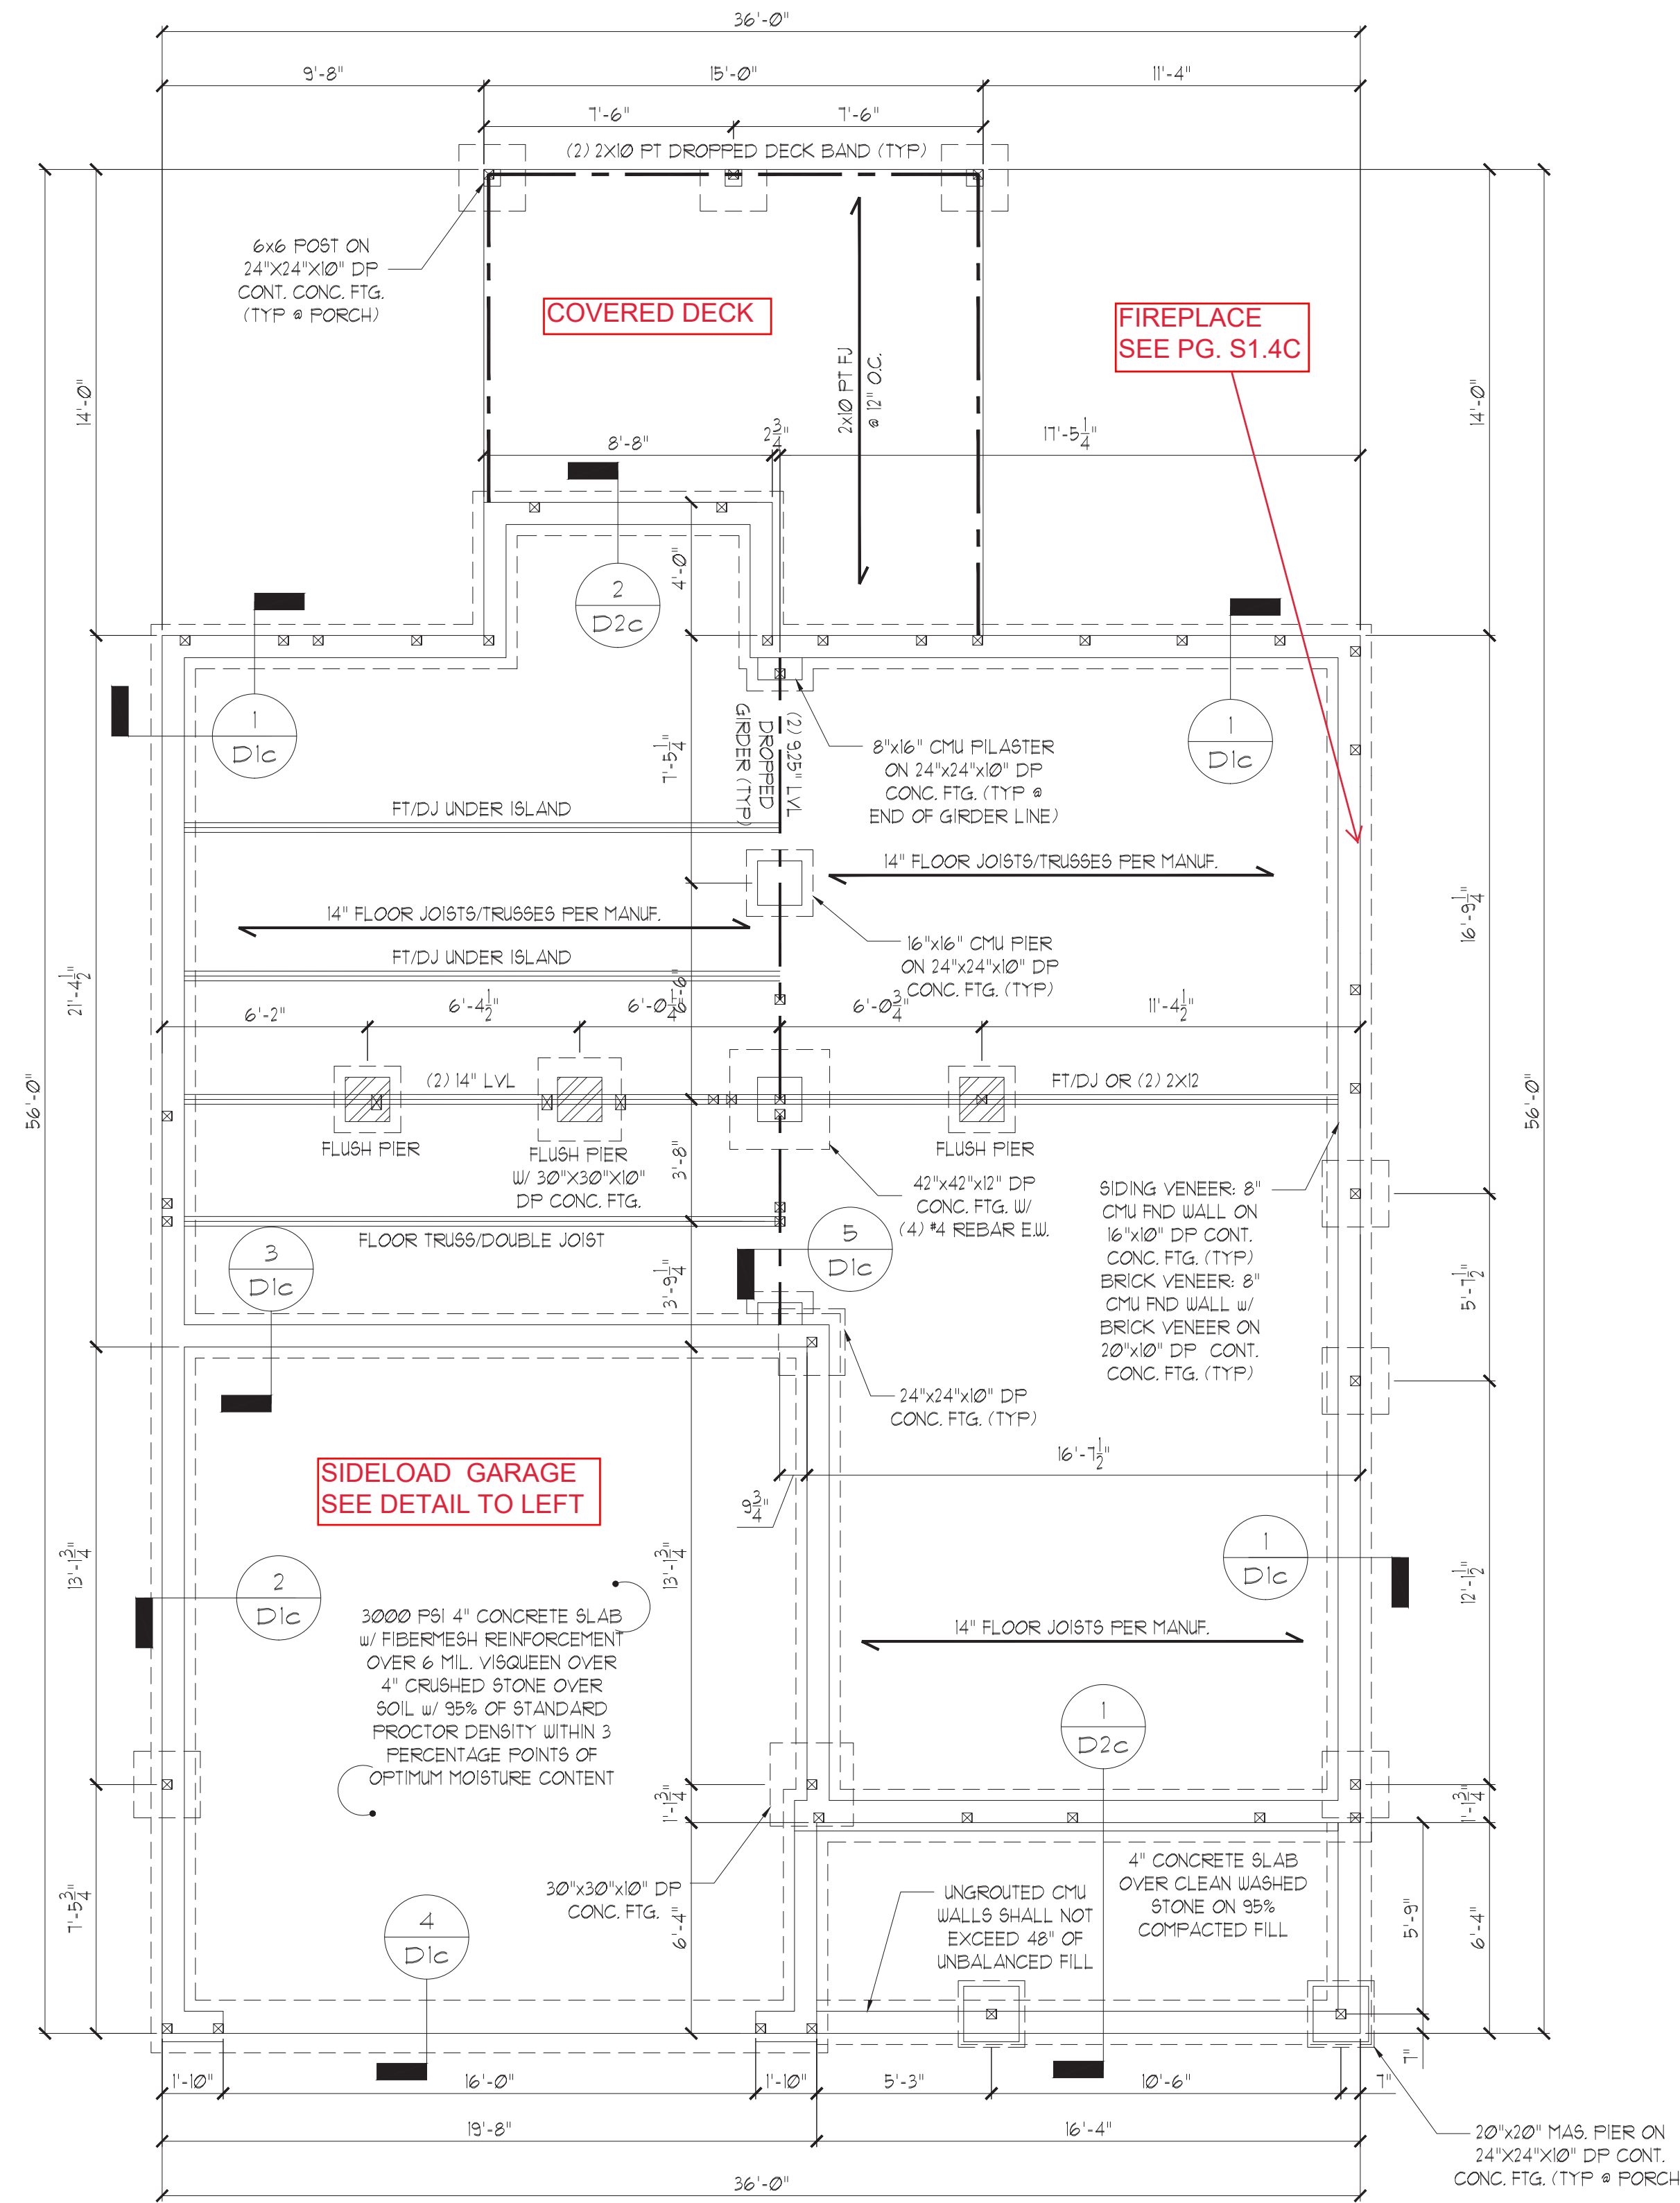 36'-0"
9'-8"
15'-0"
11'-4"
7'-6"
7'-6"
(2) 2X10 PT DROPPED DECK BAND (TYP)
6x6 POST ON
24"X24"X10" DP
CONT. CONC. FTG.
(TYP @ PORCH)
COVERED DECK
FIREPLACE
SEE PG. S1.4C
2x10 PT FJ
@ 12" O.C.
14'-0"
14'-0"
8'-8"
2 3/4"
17'-5 1/4"
4'-0"
2
D2c
1
D1c
1
D1c
7'-5 1/4"
(2) 9.25" LVL
DROPPED
GIRDER (TYP)
8"x16" CMU PILASTER
ON 24"x24"x10" DP
CONC. FTG. (TYP @
END OF GIRDER LINE)
FT/DJ UNDER ISLAND
14" FLOOR JOISTS/TRUSSES PER MANUF.
14" FLOOR JOISTS/TRUSSES PER MANUF.
16'-9 1/4"
16"x16" CMU PIER
ON 24"x24"x10" DP
CONC. FTG. (TYP)
FT/DJ UNDER ISLAND
21'-4 1/2"
6'-2"
6'-4 1/2"
6'-0 1/4"
6'-6"
6'-0 3/4"
11'-4 1/2"
56'-0"
56'-0"
(2) 14" LVL
FT/DJ OR (2) 2X12
FLUSH PIER
FLUSH PIER
W/ 30"X30"X10"
DP CONC. FTG.
FLUSH PIER
3'-8"
42"x42"x12" DP
CONC. FTG. W/
(4) #4 REBAR E.W.
SIDING VENEER: 8"
CMU FND WALL ON
16"x10" DP CONT.
CONC. FTG. (TYP)
BRICK VENEER: 8"
CMU FND WALL w/
BRICK VENEER ON
20"x10" DP CONT.
CONC. FTG. (TYP)
FLOOR TRUSS/DOUBLE JOIST
3
D1c
5
D1c
3'-9 1/4"
5'-7 1/2"
24"x24"x10" DP
CONC. FTG. (TYP)
SIDELOAD GARAGE
SEE DETAIL TO LEFT
16'-7 1/2"
9 3/4"
13'-1 3/4"
13'-1 3/4"
12'-1 1/2"
2
D1c
1
D1c
3000 PSI 4" CONCRETE SLAB
w/ FIBERMESH REINFORCEMENT
OVER 6 MIL. VISQUEEN OVER
4" CRUSHED STONE OVER
SOIL w/ 95% OF STANDARD
PROCTOR DENSITY WITHIN 3
PERCENTAGE POINTS OF
OPTIMUM MOISTURE CONTENT
14" FLOOR JOISTS PER MANUF.
1
D2c
1'-1 3/4"
1'-1 3/4"
30"x30"x10" DP
CONC. FTG.
7'-5 3/4"
4
D1c
6'-4"
UNGROUTED CMU
WALLS SHALL NOT
EXCEED 48" OF
UNBALANCED FILL
4" CONCRETE SLAB
OVER CLEAN WASHED
STONE ON 95%
COMPACTED FILL
5'-9"
6'-4"
7"
1'-10"
16'-0"
1'-10"
5'-3"
10'-6"
7"
19'-8"
16'-4"
20"x20" MAS. PIER ON
24"X24"X10" DP CONT.
CONC. FTG. (TYP @ PORCH
36'-0"